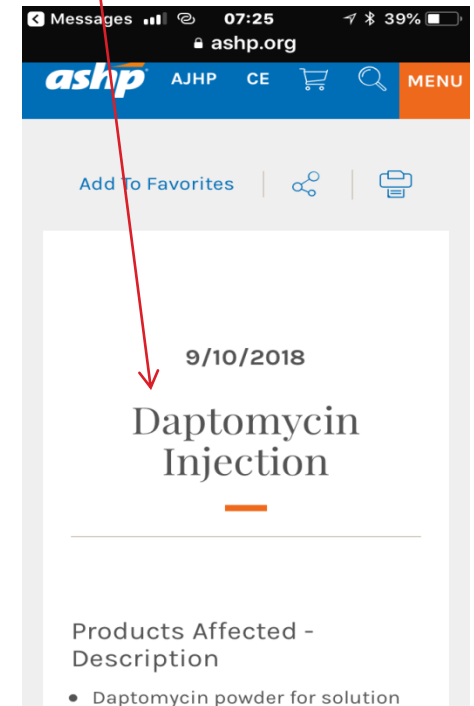 Messages 07:25 39%
ashp.org
ashp AJHP CE MENU
Add To Favorites
9/10/2018
Daptomycin
Injection
Products Affected -
Description
• Daptomycin powder for solution